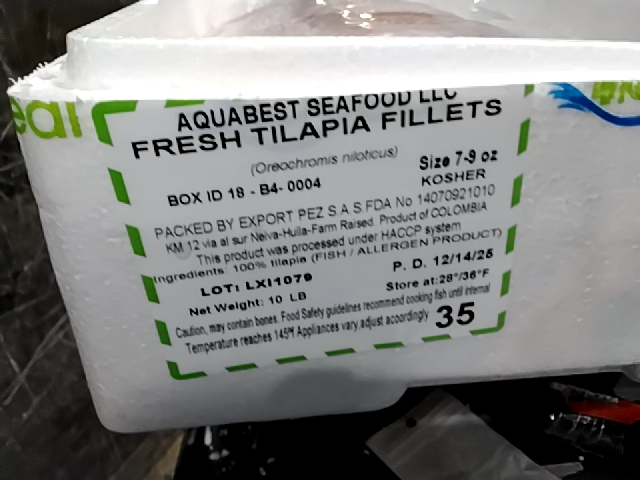 AQUABEST SEAFOOD LLC
FRESH TILAPIA FILLETS
(Oreochromis niloticus)
Size 7-9 oz
BOX ID 18 - B4- 0004
KOSHER
PACKED BY EXPORT PEZ S.A.S FDA No 14070921010
KM 12 via al sur Neiva-Huila-Farm Raised. Product of COLOMBIA
This product was processed under HACCP system
Ingredients: 100% tilapia (FISH / ALLERGEN PRODUCT)
LOT: LXI1079
P. D. 12/14/25
Net Weight: 10 LB
Store at:28°/36°F
Caution, may contain bones. Food Safety guidelines recommend cooking fish until internal
Temperature reaches 145°f Appliances vary,adjust acoordingly
35